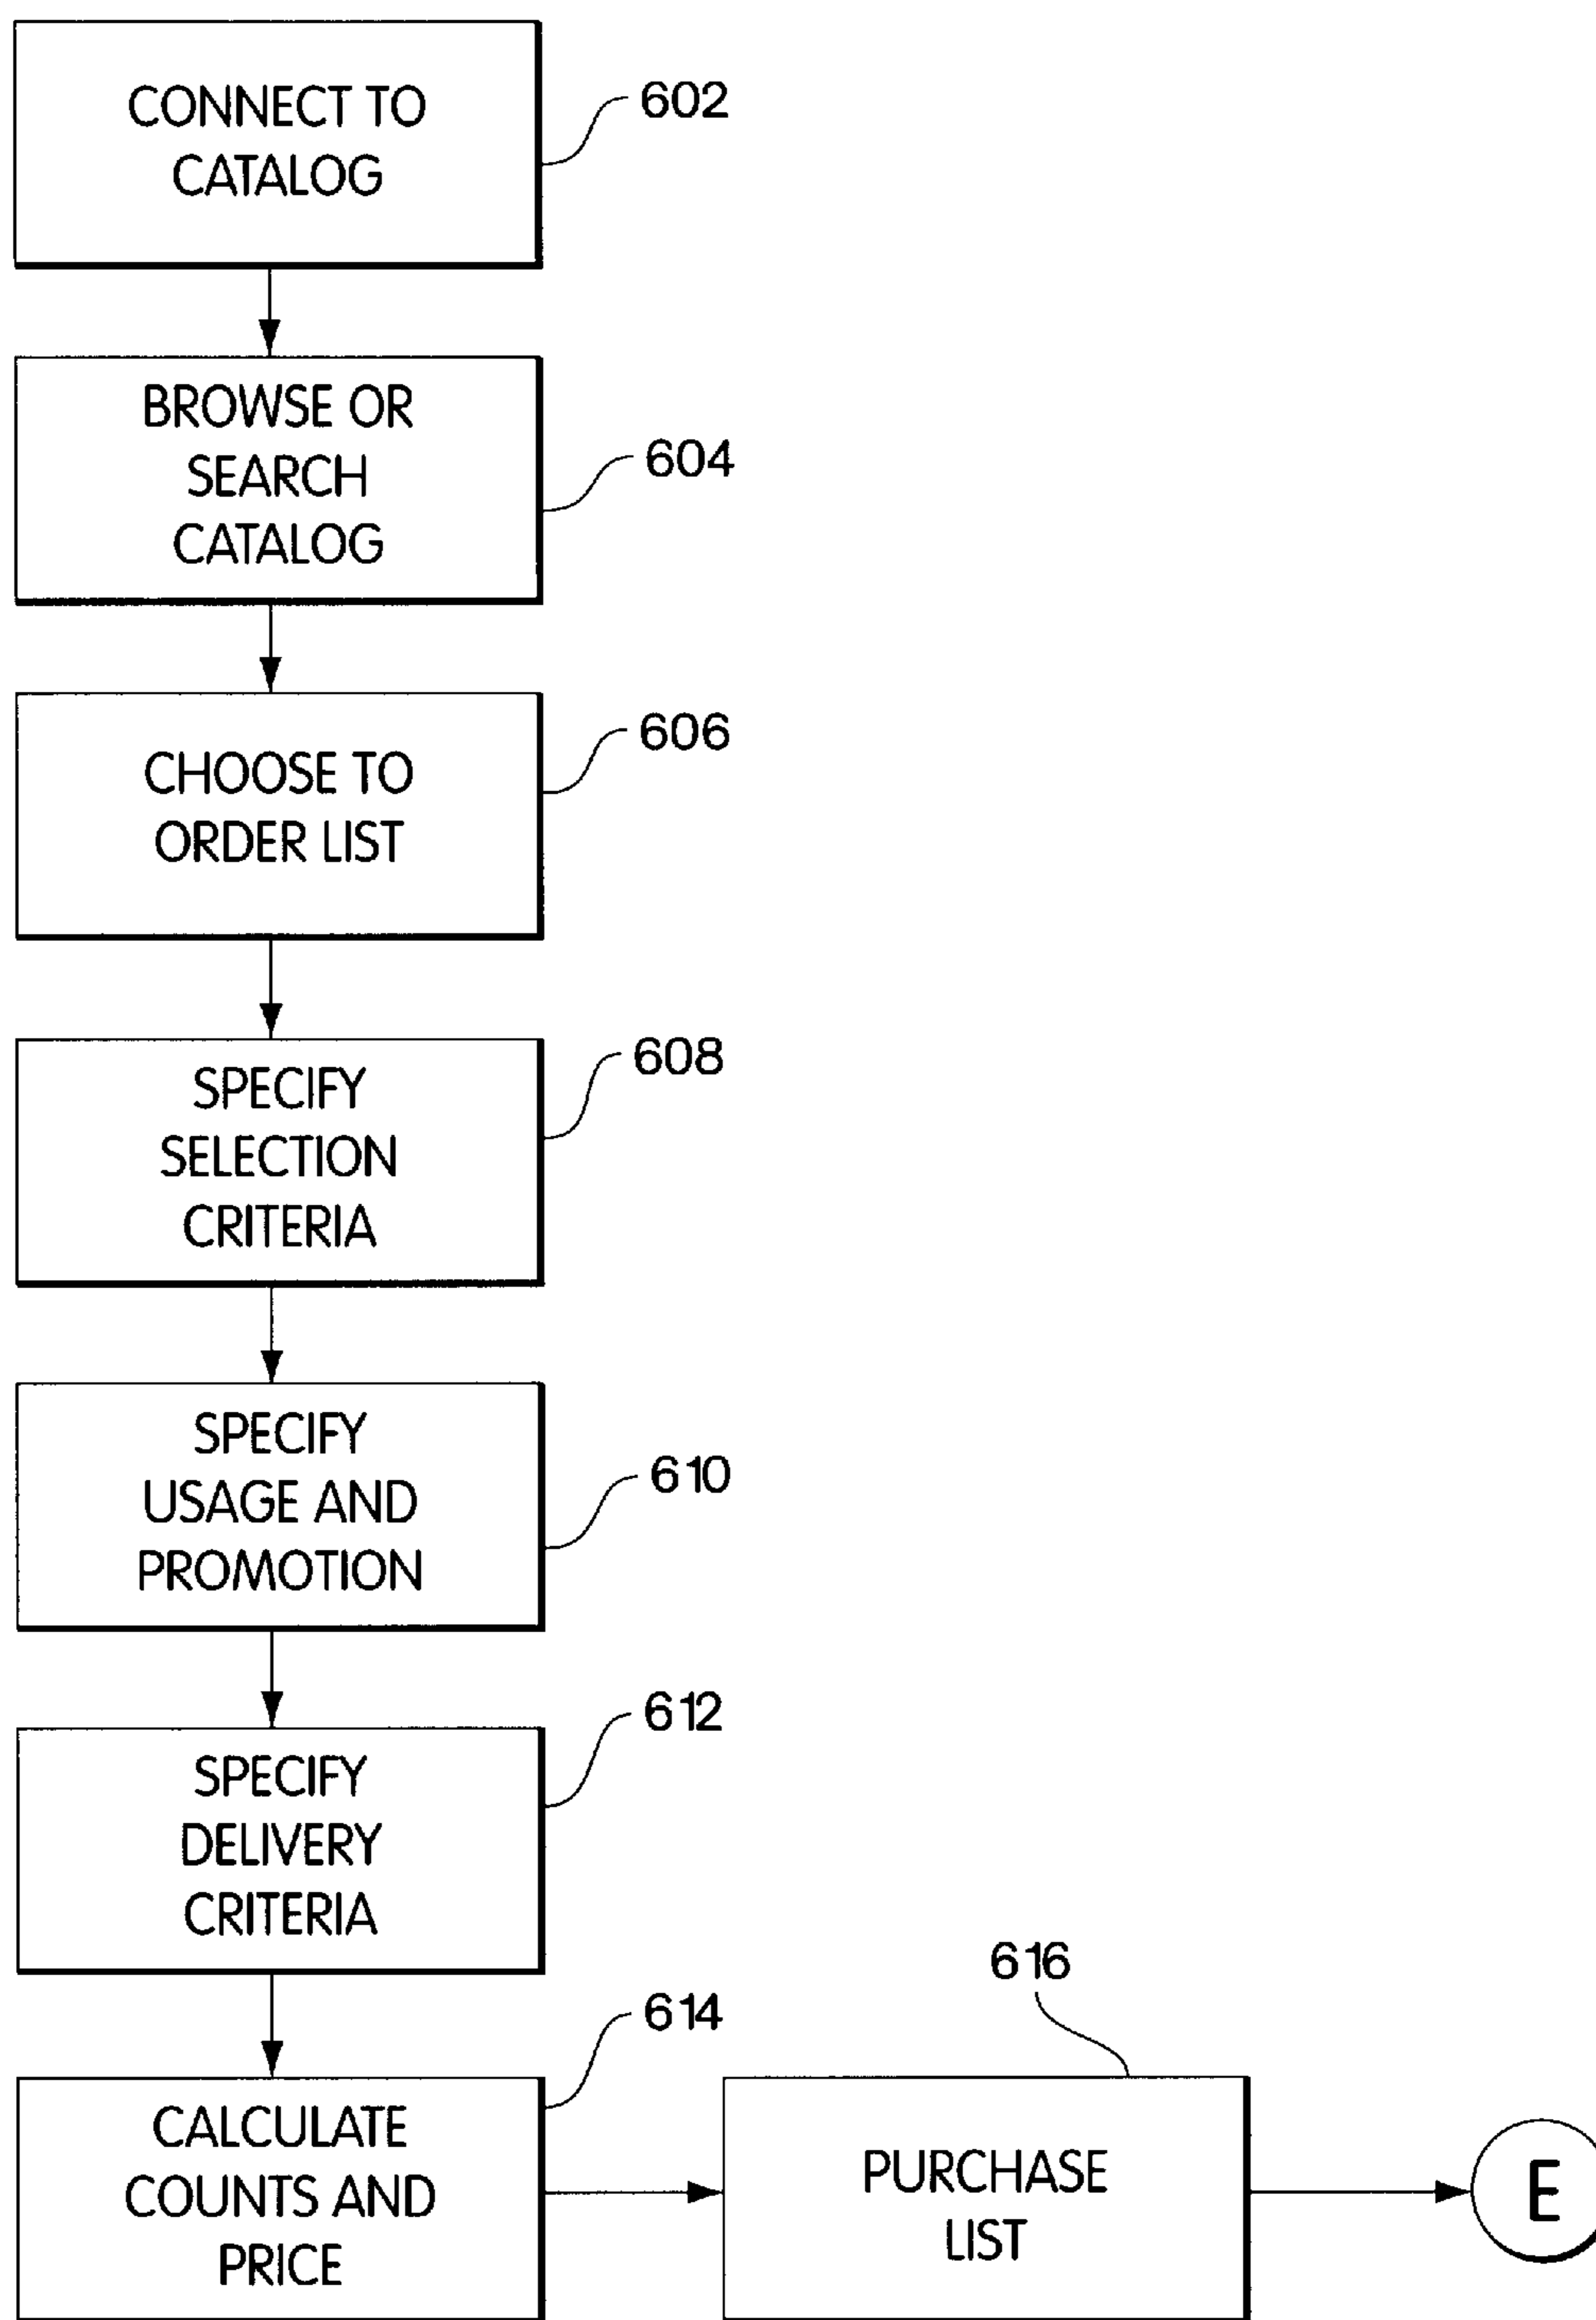 CONNECT TO
CATALOG
602
BROWSE OR
SEARCH
CATALOG
604
CHOOSE TO
ORDER LIST
606
SPECIFY
SELECTION
CRITERIA
608
SPECIFY
USAGE AND
PROMOTION
610
SPECIFY
DELIVERY
CRITERIA
612
CALCULATE
COUNTS AND
PRICE
614
PURCHASE
LIST
616
E